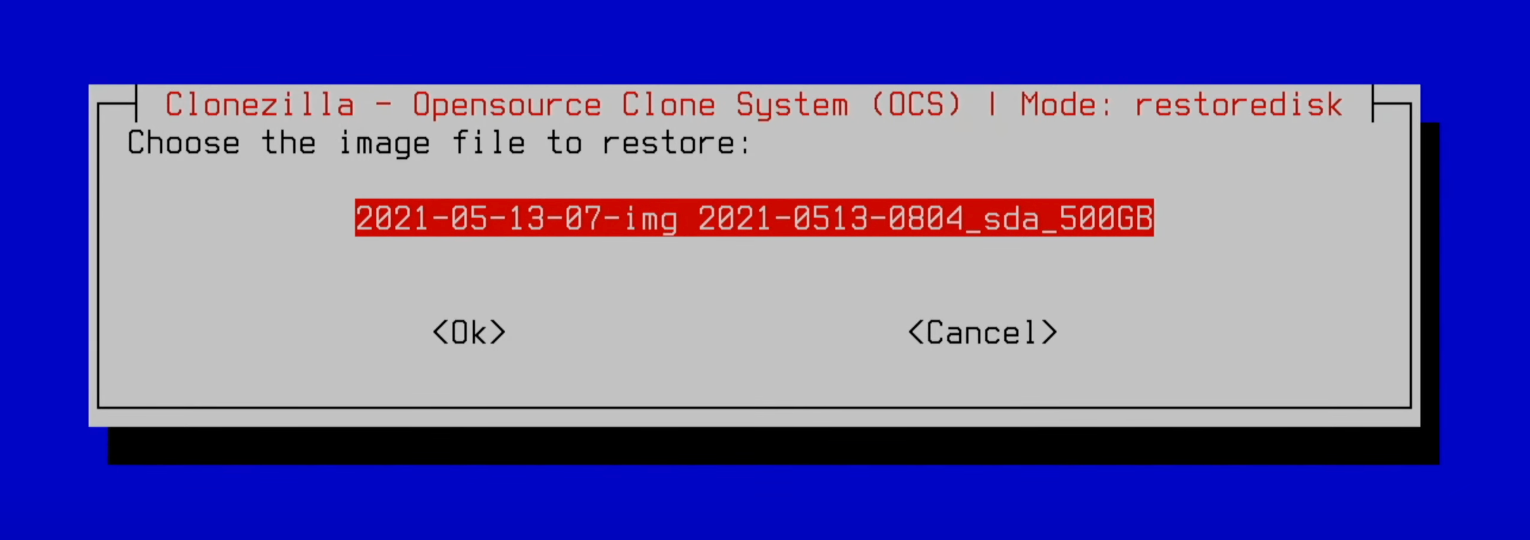 Clonezilla - Opensource Clone System (OCS) | Mode: restoredisk
Choose the image file to restore:
2021-05-13-07-img 2021-0513-0804_sda_500GB
<Ok> <Cancel>